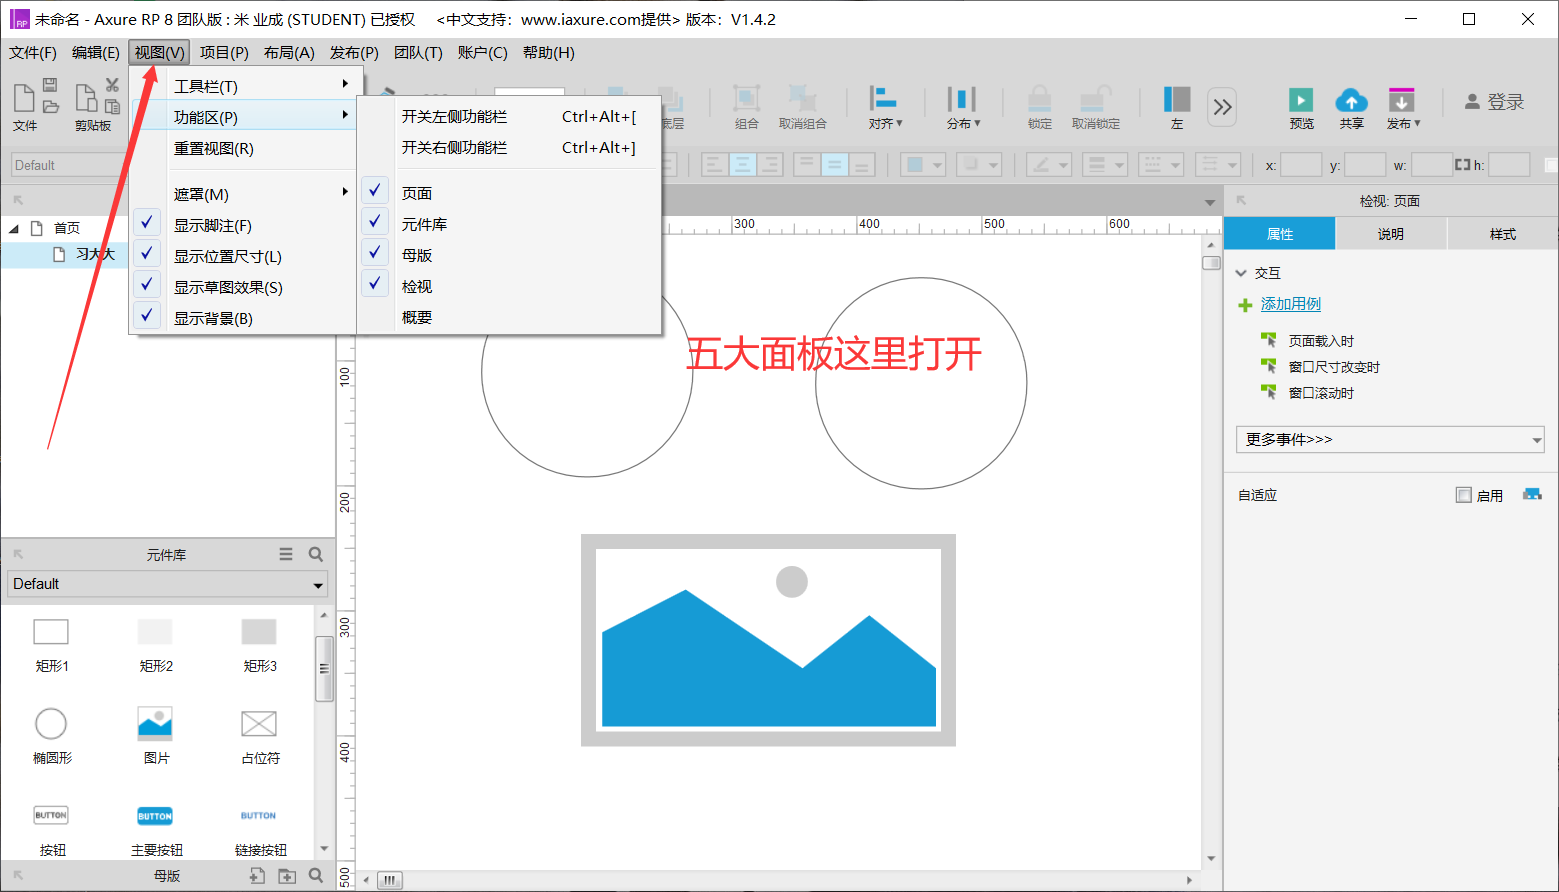 未命名 - Axure RP 8 团队版 : 米 业成 (STUDENT) 已授权 <中文支持：www.iaxure.com提供> 版本：V1.4.2
文件(F) 编辑(E) 视图(V) 项目(P) 布局(A) 发布(P) 团队(T) 账户(C) 帮助(H)
文件 剪贴板 底层 组合 取消组合 对齐 分布 锁定 取消锁定 左 预览 共享 发布 登录
Default x: y: w: h:
工具栏(T)
功能区(P)
重置视图(R)
遮罩(M)
显示脚注(F)
显示位置尺寸(L)
显示草图效果(S)
显示背景(B)
开关左侧功能栏 Ctrl+Alt+[
开关右侧功能栏 Ctrl+Alt+]
页面
元件库
母版
检视
概要
首页
习大大
300 400 500 600
100
200
300
400
500
五大面板这里打开
元件库
Default
矩形1 矩形2 矩形3
椭圆形 图片 占位符
BUTTON BUTTON BUTTON
按钮 主要按钮 链接按钮
母版
检视: 页面
属性 说明 样式
交互
添加用例
页面载入时
窗口尺寸改变时
窗口滚动时
更多事件>>>
自适应 启用